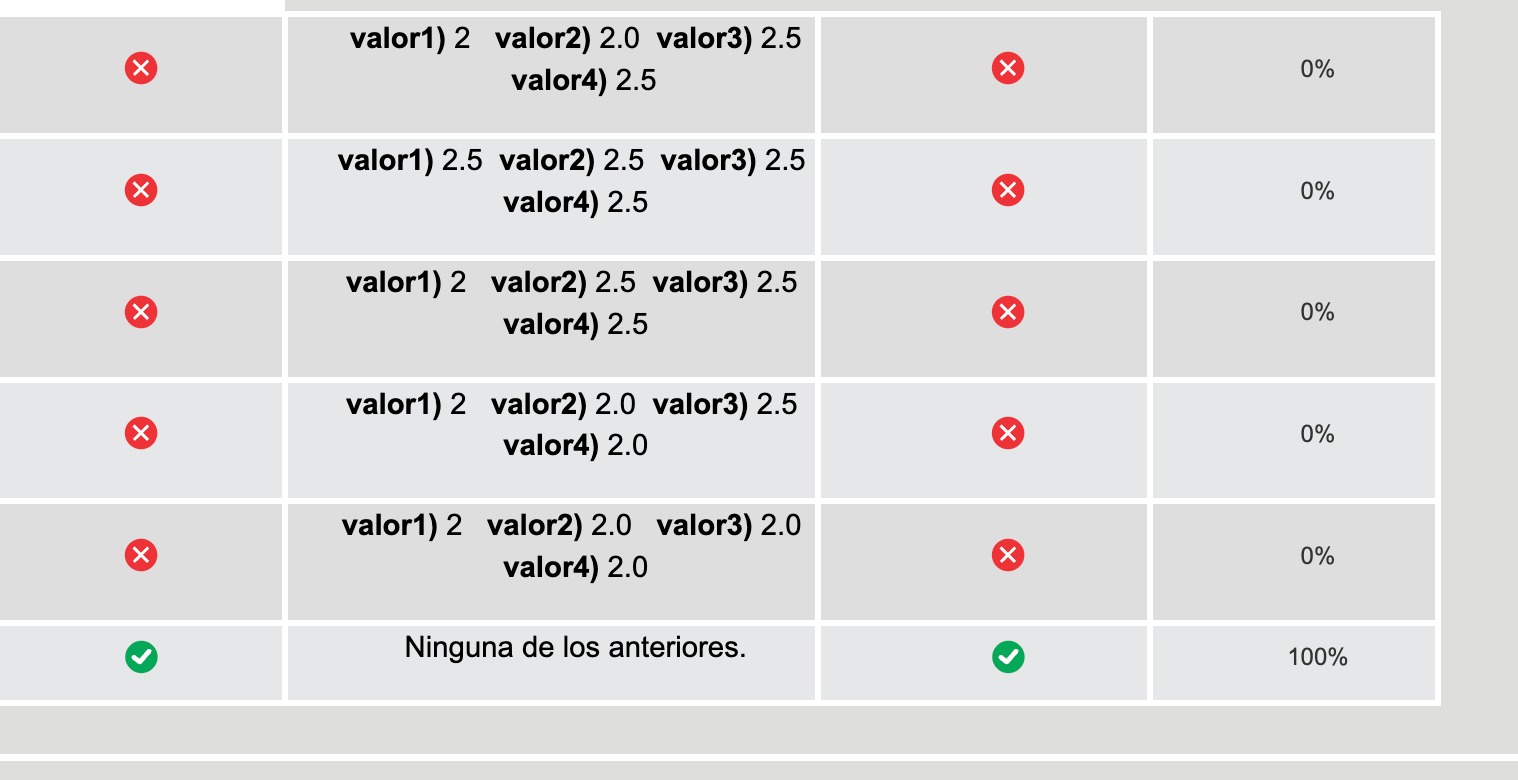 valor1) 2 valor2) 2.0 valor3) 2.5
valor4) 2.5
0%
valor1) 2.5 valor2) 2.5 valor3) 2.5
valor4) 2.5
0%
valor1) 2 valor2) 2.5 valor3) 2.5
valor4) 2.5
0%
valor1) 2 valor2) 2.0 valor3) 2.5
valor4) 2.0
0%
valor1) 2 valor2) 2.0 valor3) 2.0
valor4) 2.0
0%
Ninguna de los anteriores.
100%